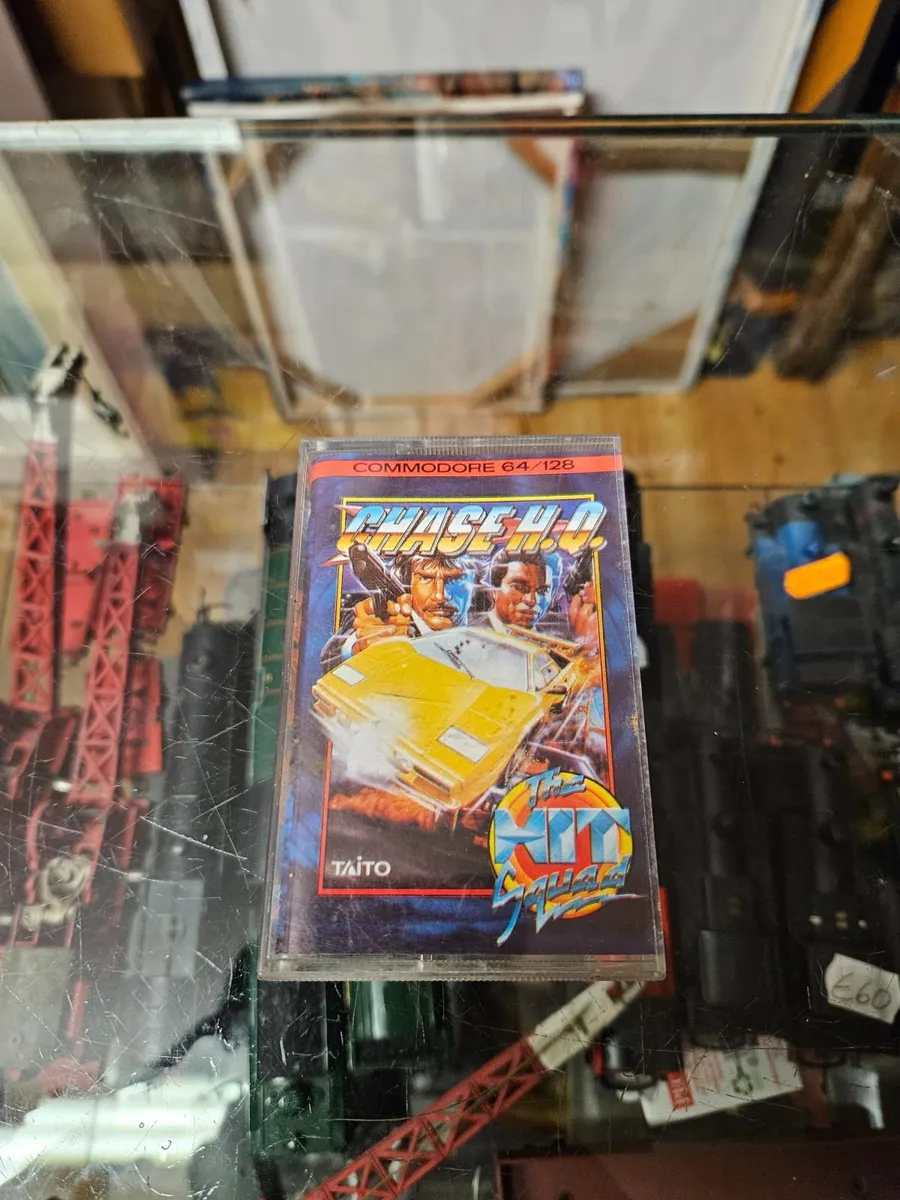 COMMODORE 64/128
CHASE H.Q.
The
HIT
Squad
TAITO
£60